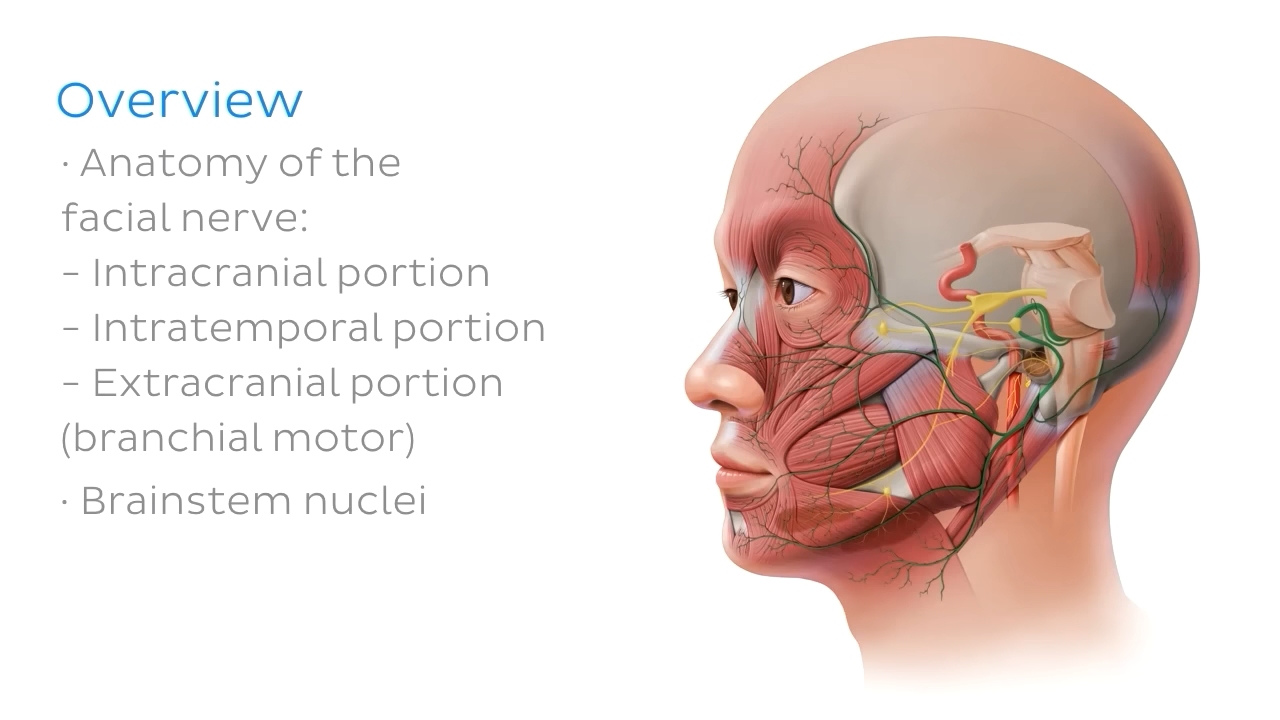 Overview
· Anatomy of the
facial nerve:
– Intracranial portion
– Intratemporal portion
– Extracranial portion
(branchial motor)
· Brainstem nuclei